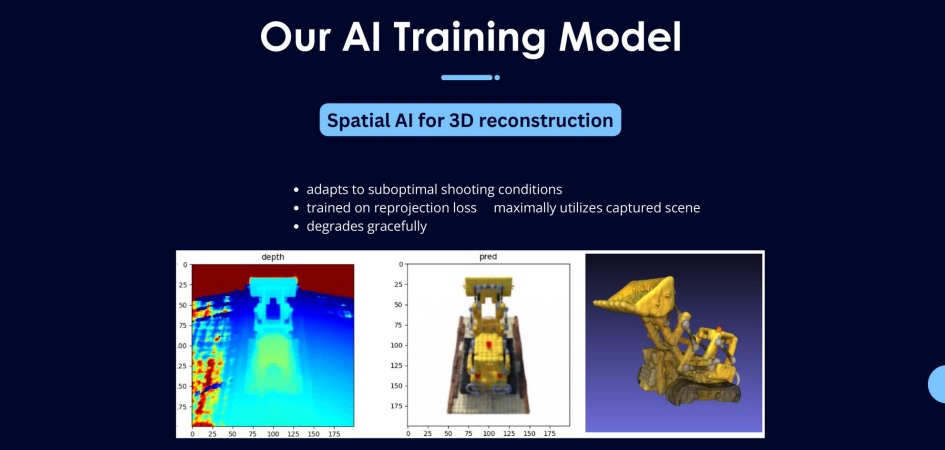 Our AI Training Model
Spatial AI for 3D reconstruction
• adapts to suboptimal shooting conditions
• trained on reprojection loss maximally utilizes captured scene
• degrades gracefully
depth
0
25
50
75
100
25
50
75
0 25 50 75 100 125 150 175
pred
0
25
50
75
100
125
150
175
0 25 50 75 100 125 150 175